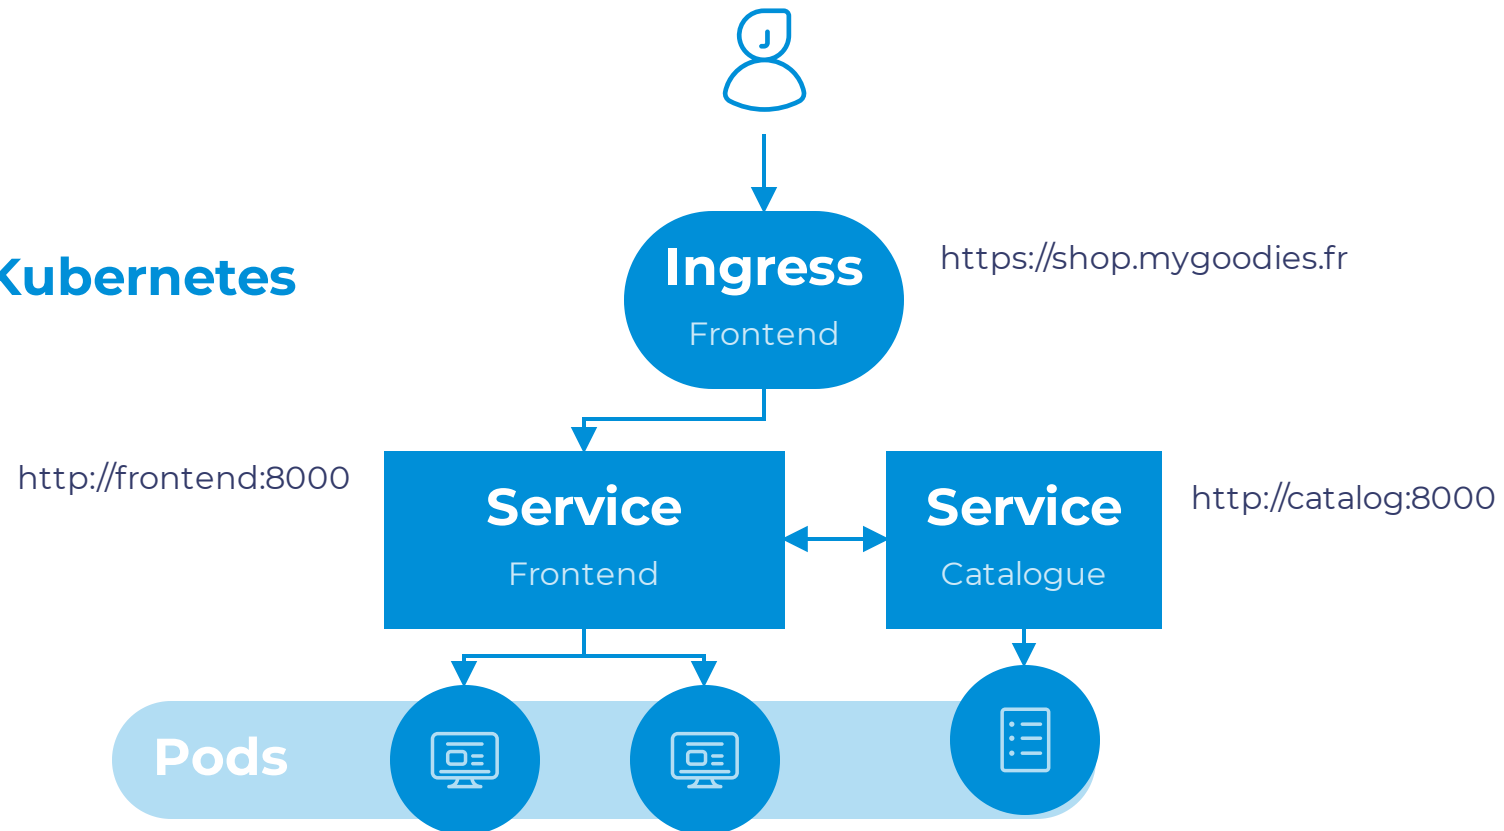 Ingress
https://shop.mygoodies.fr
Kubernetes
Frontend
http://frontend:8000
Service
Service
http://catalog:8000
Frontend
Catalogue
Pods